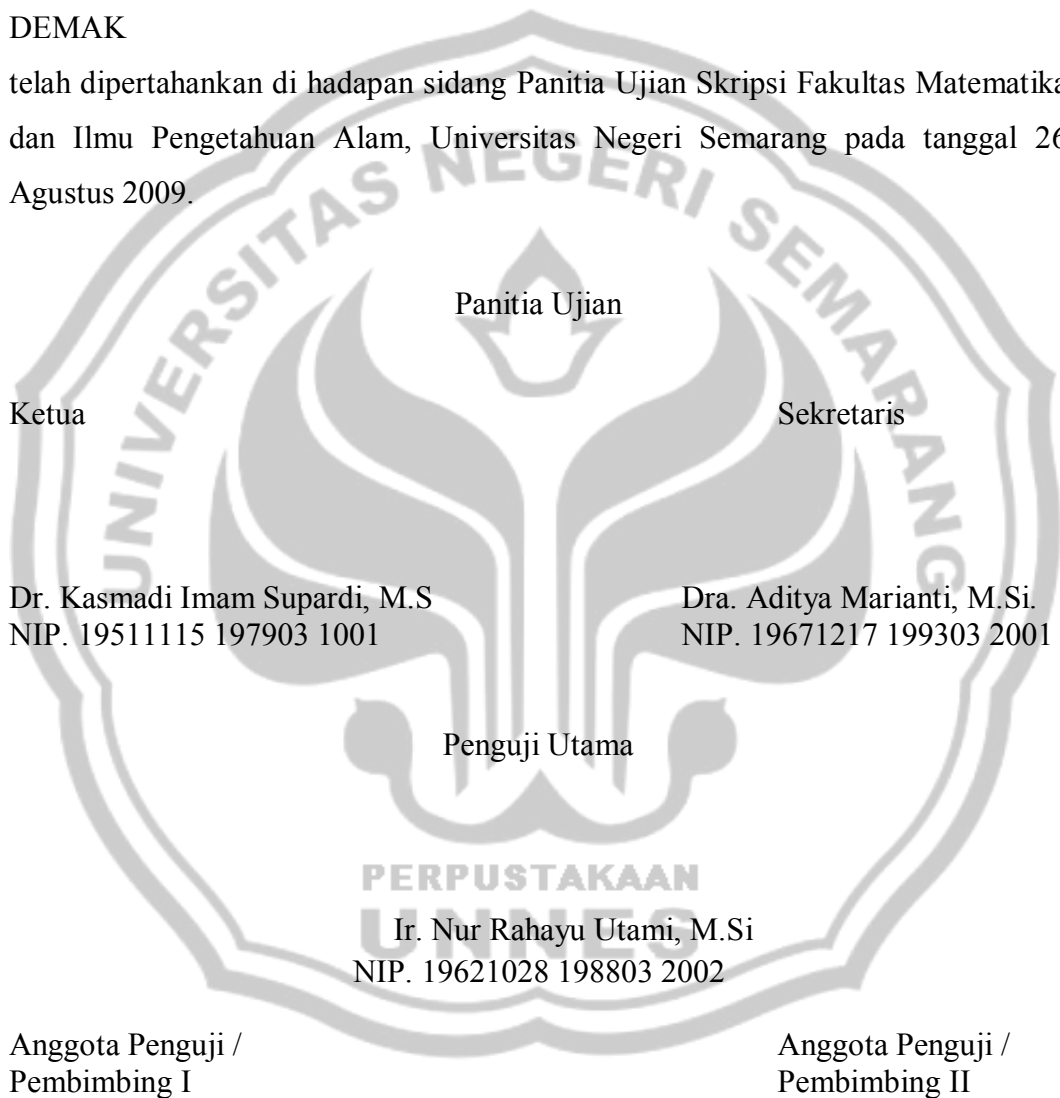 DEMAK
telah dipertahankan di hadapan sidang Panitia Ujian Skripsi Fakultas Matematika
dan Ilmu Pengetahuan Alam, Universitas Negeri Semarang pada tanggal 26
Agustus 2009.
UNIVERSITAS NEGERI SEMARANG
Panitia Ujian
Ketua
Sekretaris
Dr. Kasmadi Imam Supardi, M.S
NIP. 19511115 197903 1001
Dra. Aditya Marianti, M.Si.
NIP. 19671217 199303 2001
Penguji Utama
PERPUSTAKAAN
UNNES
Ir. Nur Rahayu Utami, M.Si
NIP. 19621028 198803 2002
Anggota Penguji /
Pembimbing I
Anggota Penguji /
Pembimbing II